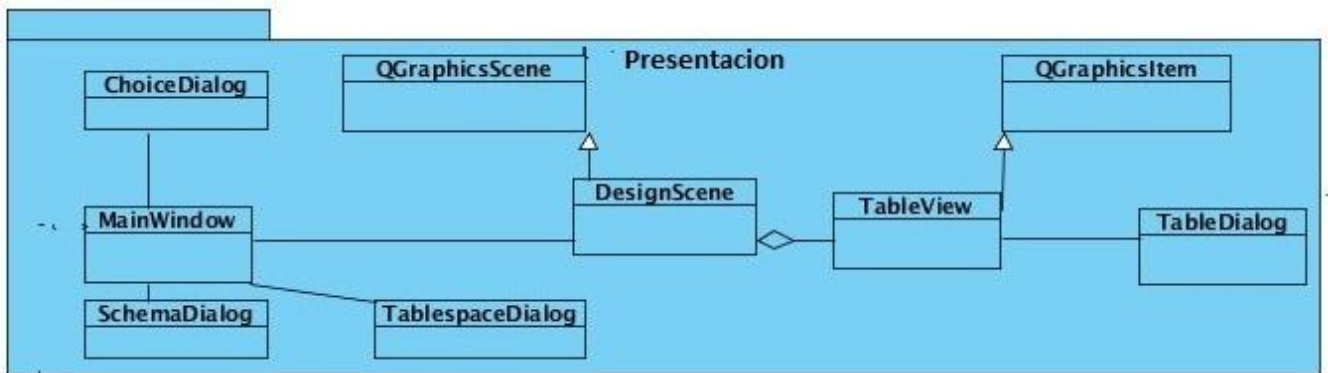 Presentacion
QGraphicsScene
QGraphicsItem
ChoiceDialog
DesignScene
TableView
MainWindow
TableDialog
SchemaDialog
TablespaceDialog